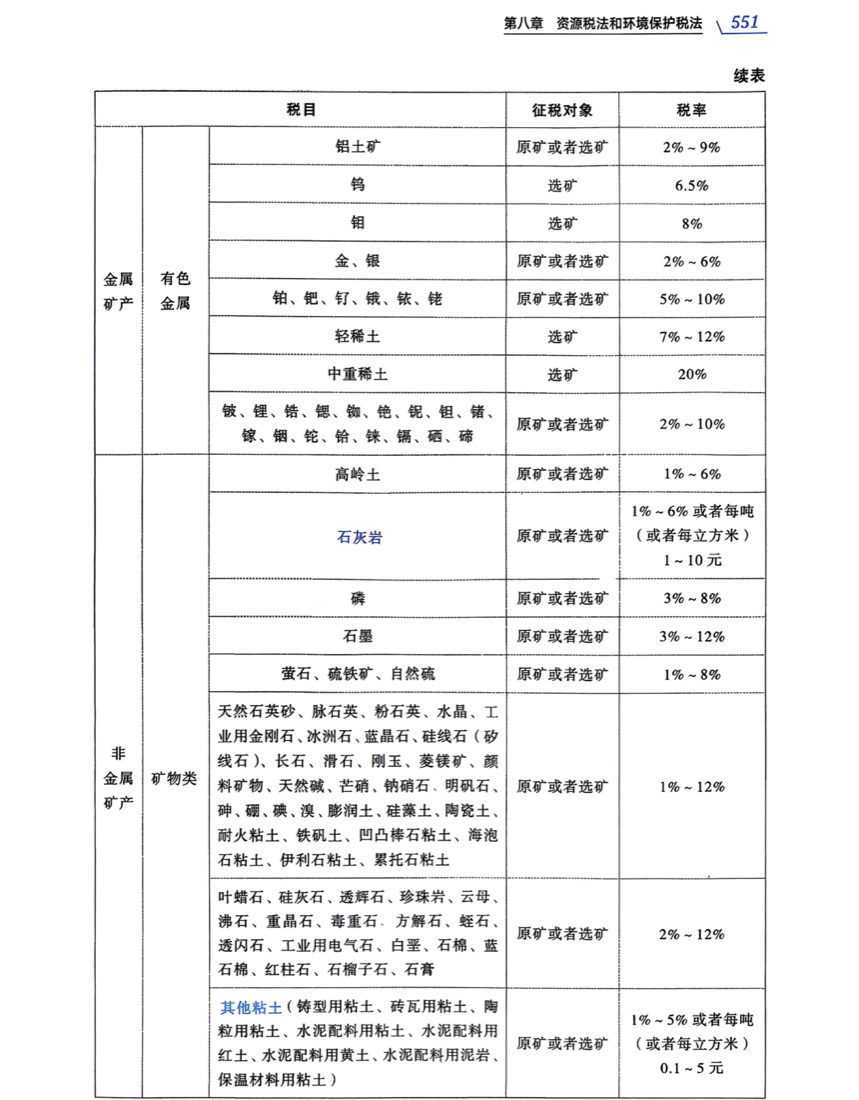 第八章 资源税法和环境保护税法 551
续表
税目 征税对象 税率
金属
矿产
有色
金属
铝土矿 原矿或者选矿 2% ~ 9%
钨 选矿 6.5%
钼 选矿 8%
金、银 原矿或者选矿 2% ~ 6%
铂、钯、钌、锇、铱、铑 原矿或者选矿 5% ~ 10%
轻稀土 选矿 7% ~ 12%
中重稀土 选矿 20%
铍、锂、锆、锶、铷、铯、铌、钽、锗、
镓、铟、铊、铪、铼、镉、硒、碲
原矿或者选矿 2% ~ 10%
非
金属
矿产
矿物类
高岭土 原矿或者选矿 1% ~ 6%
石灰岩 原矿或者选矿
1% ~ 6% 或者每吨
（或者每立方米）
1 ~ 10 元
磷 原矿或者选矿 3% ~ 8%
石墨 原矿或者选矿 3% ~ 12%
萤石、硫铁矿、自然硫 原矿或者选矿 1% ~ 8%
天然石英砂、脉石英、粉石英、水晶、工
业用金刚石、冰洲石、蓝晶石、硅线石（矽
线石）、长石、滑石、刚玉、菱镁矿、颜
料矿物、天然碱、芒硝、钠硝石、明矾石、
砷、硼、碘、溴、膨润土、硅藻土、陶瓷土、
耐火粘土、铁矾土、凹凸棒石粘土、海泡
石粘土、伊利石粘土、累托石粘土
原矿或者选矿 1% ~ 12%
叶蜡石、硅灰石、透辉石、珍珠岩、云母、
沸石、重晶石、毒重石、方解石、蛭石、
透闪石、工业用电气石、白垩、石棉、蓝
石棉、红柱石、石榴子石、石膏
原矿或者选矿 2% ~ 12%
其他粘土（铸型用粘土、砖瓦用粘土、陶
粒用粘土、水泥配料用粘土、水泥配料用
红土、水泥配料用黄土、水泥配料用泥岩、
保温材料用粘土）
原矿或者选矿
1% ~ 5% 或者每吨
（或者每立方米）
0.1 ~ 5 元